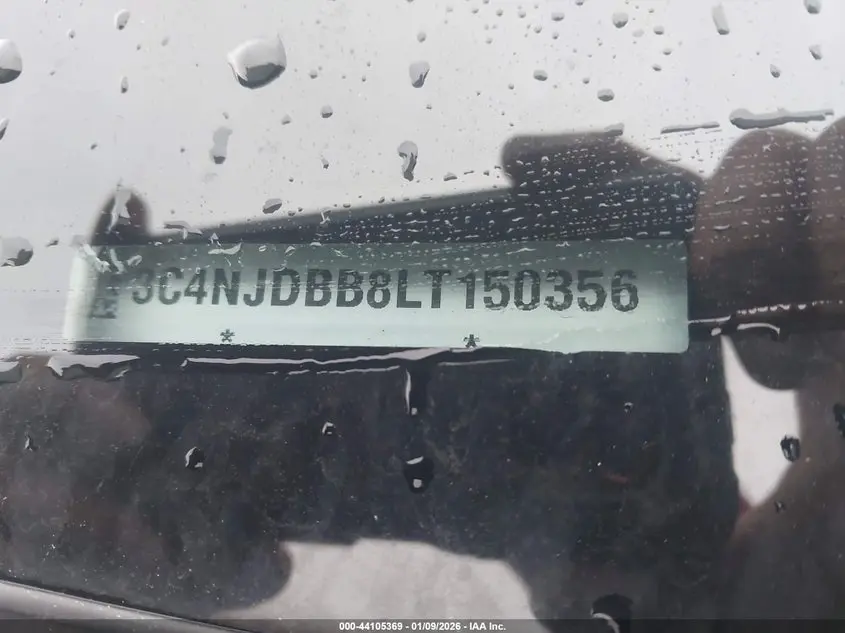 3C4NJDBB8LT150356
* *
000-44105369 - 01/09/2026 - IAA Inc.